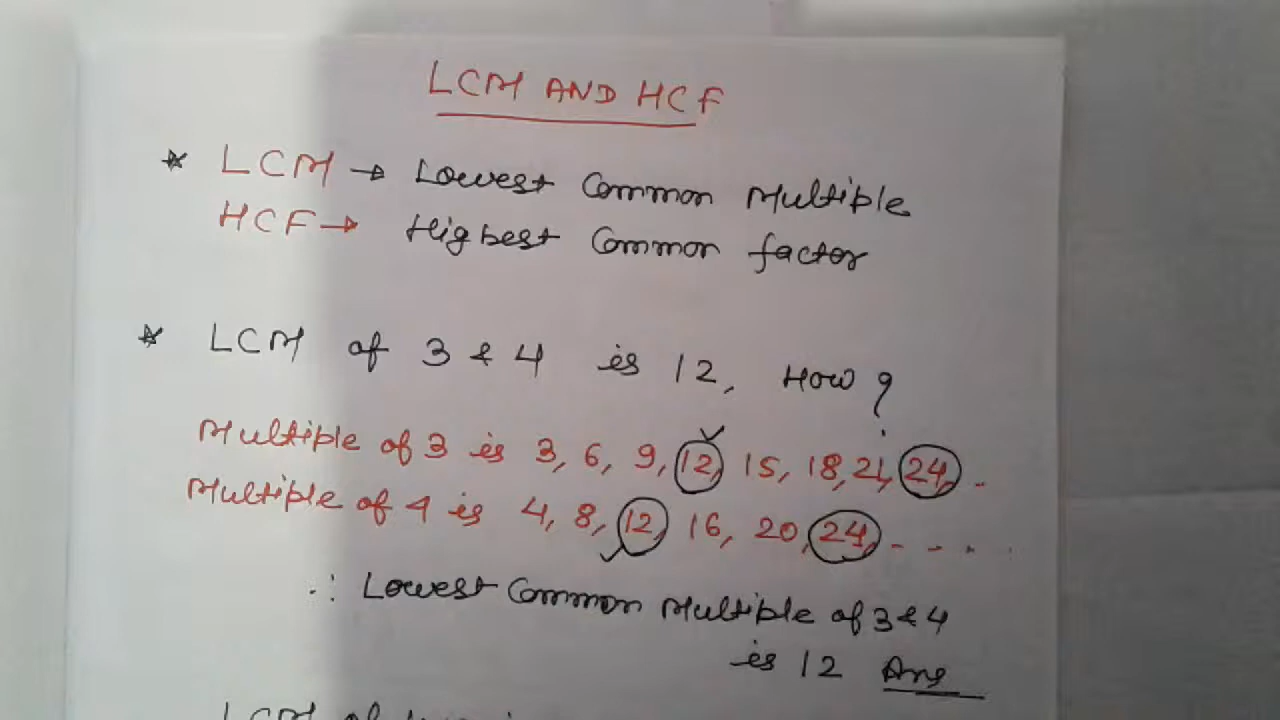 LCM AND HCF
* LCM → Lowest Common Multiple
HCF → Highest Common factor
* LCM of 3 & 4 is 12, How ?
Multiple of 3 is 3, 6, 9, 12, 15, 18, 21, 24, ..
Multiple of 4 is 4, 8, 12, 16, 20, 24, . . . .
∴ Lowest Common Multiple of 3 & 4
is 12 Ans
LCM of